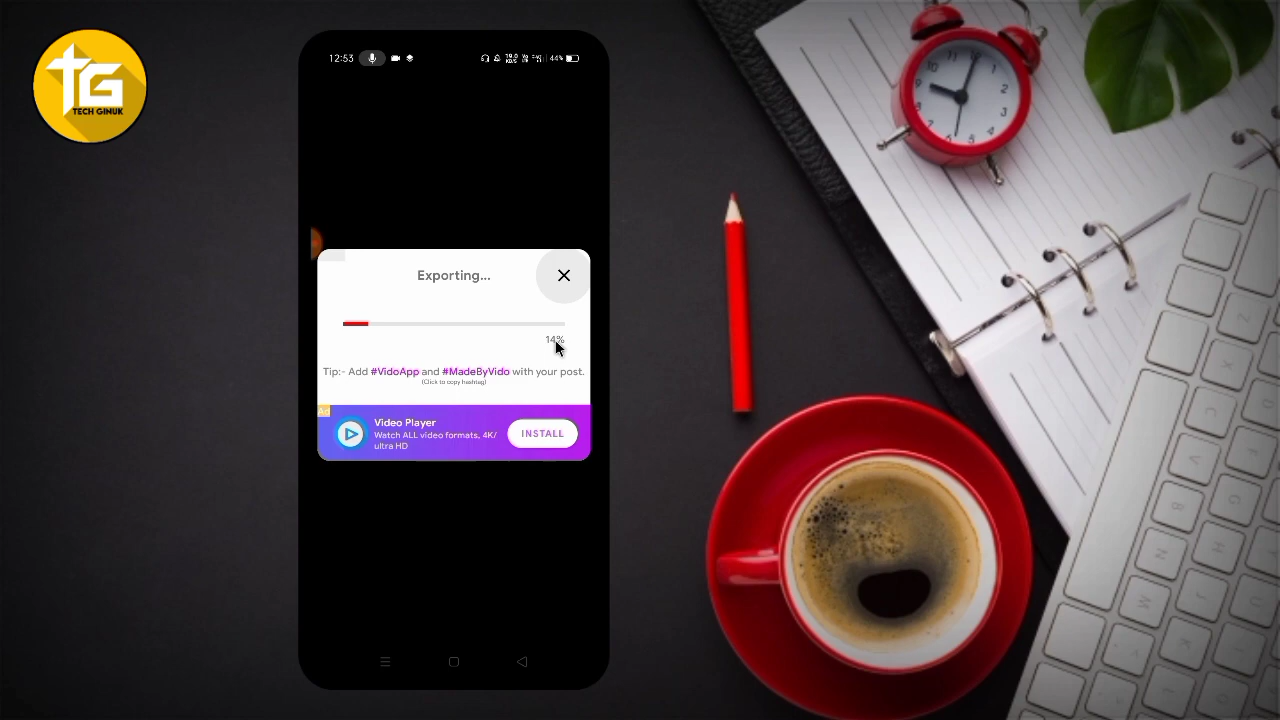 TG
TECH GINUK
12:53
44%
Exporting...
14%
Tip:- Add #VidoApp and #MadeByVido with your post.
(Click to copy hashtag)
Ad
Video Player
Watch ALL video formats, 4K/
ultra HD
INSTALL